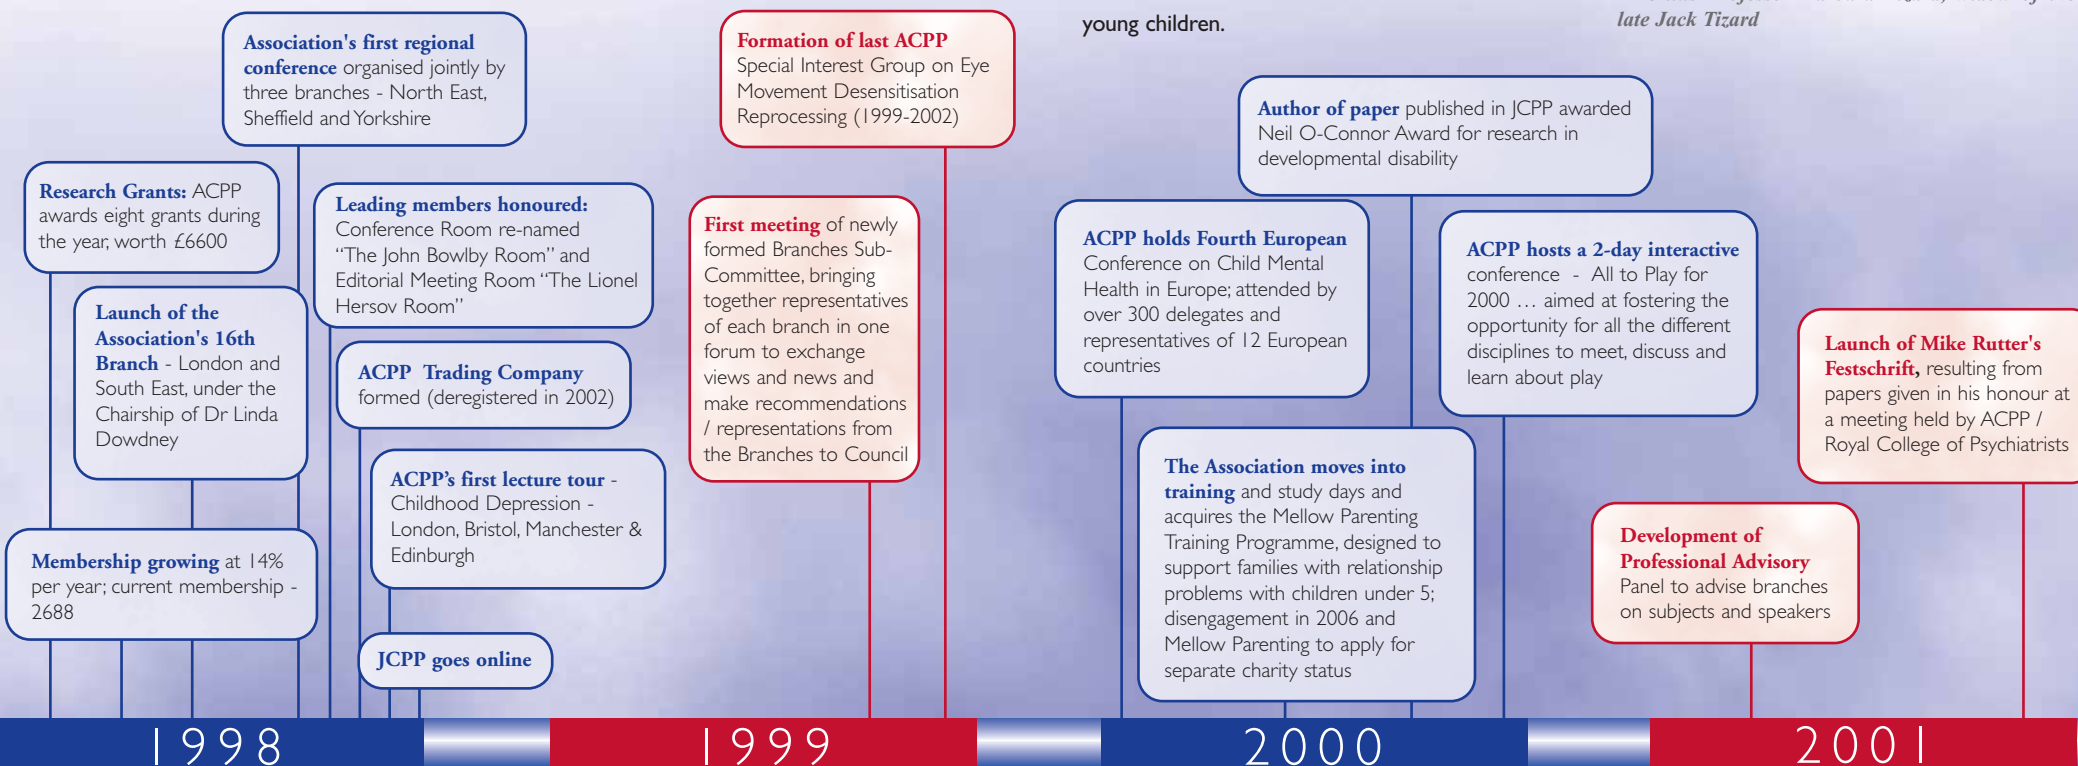 young children.
late Jack Tizard
Association's first regional
conference organised jointly by
three branches - North East,
Sheffield and Yorkshire
Research Grants: ACPP
awards eight grants during
the year, worth £6600
Leading members honoured:
Conference Room re-named
“The John Bowlby Room” and
Editorial Meeting Room “The Lionel
Hersov Room”
Launch of the
Association's 16th
Branch - London and
South East, under the
Chairship of Dr Linda
Dowdney
ACPP Trading Company
formed (deregistered in 2002)
ACPP’s first lecture tour -
Childhood Depression -
London, Bristol, Manchester &
Edinburgh
Membership growing at 14%
per year; current membership -
2688
JCPP goes online
1998
Formation of last ACPP
Special Interest Group on Eye
Movement Desensitisation
Reprocessing (1999-2002)
First meeting of newly
formed Branches Sub-
Committee, bringing
together representatives
of each branch in one
forum to exchange
views and news and
make recommendations
/ representations from
the Branches to Council
1999
Author of paper published in JCPP awarded
Neil O-Connor Award for research in
developmental disability
ACPP holds Fourth European
Conference on Child Mental
Health in Europe; attended by
over 300 delegates and
representatives of 12 European
countries
ACPP hosts a 2-day interactive
conference - All to Play for
2000 … aimed at fostering the
opportunity for all the different
disciplines to meet, discuss and
learn about play
The Association moves into
training and study days and
acquires the Mellow Parenting
Training Programme, designed to
support families with relationship
problems with children under 5;
disengagement in 2006 and
Mellow Parenting to apply for
separate charity status
2000
Launch of Mike Rutter's
Festschrift, resulting from
papers given in his honour at
a meeting held by ACPP /
Royal College of Psychiatrists
Development of
Professional Advisory
Panel to advise branches
on subjects and speakers
2001